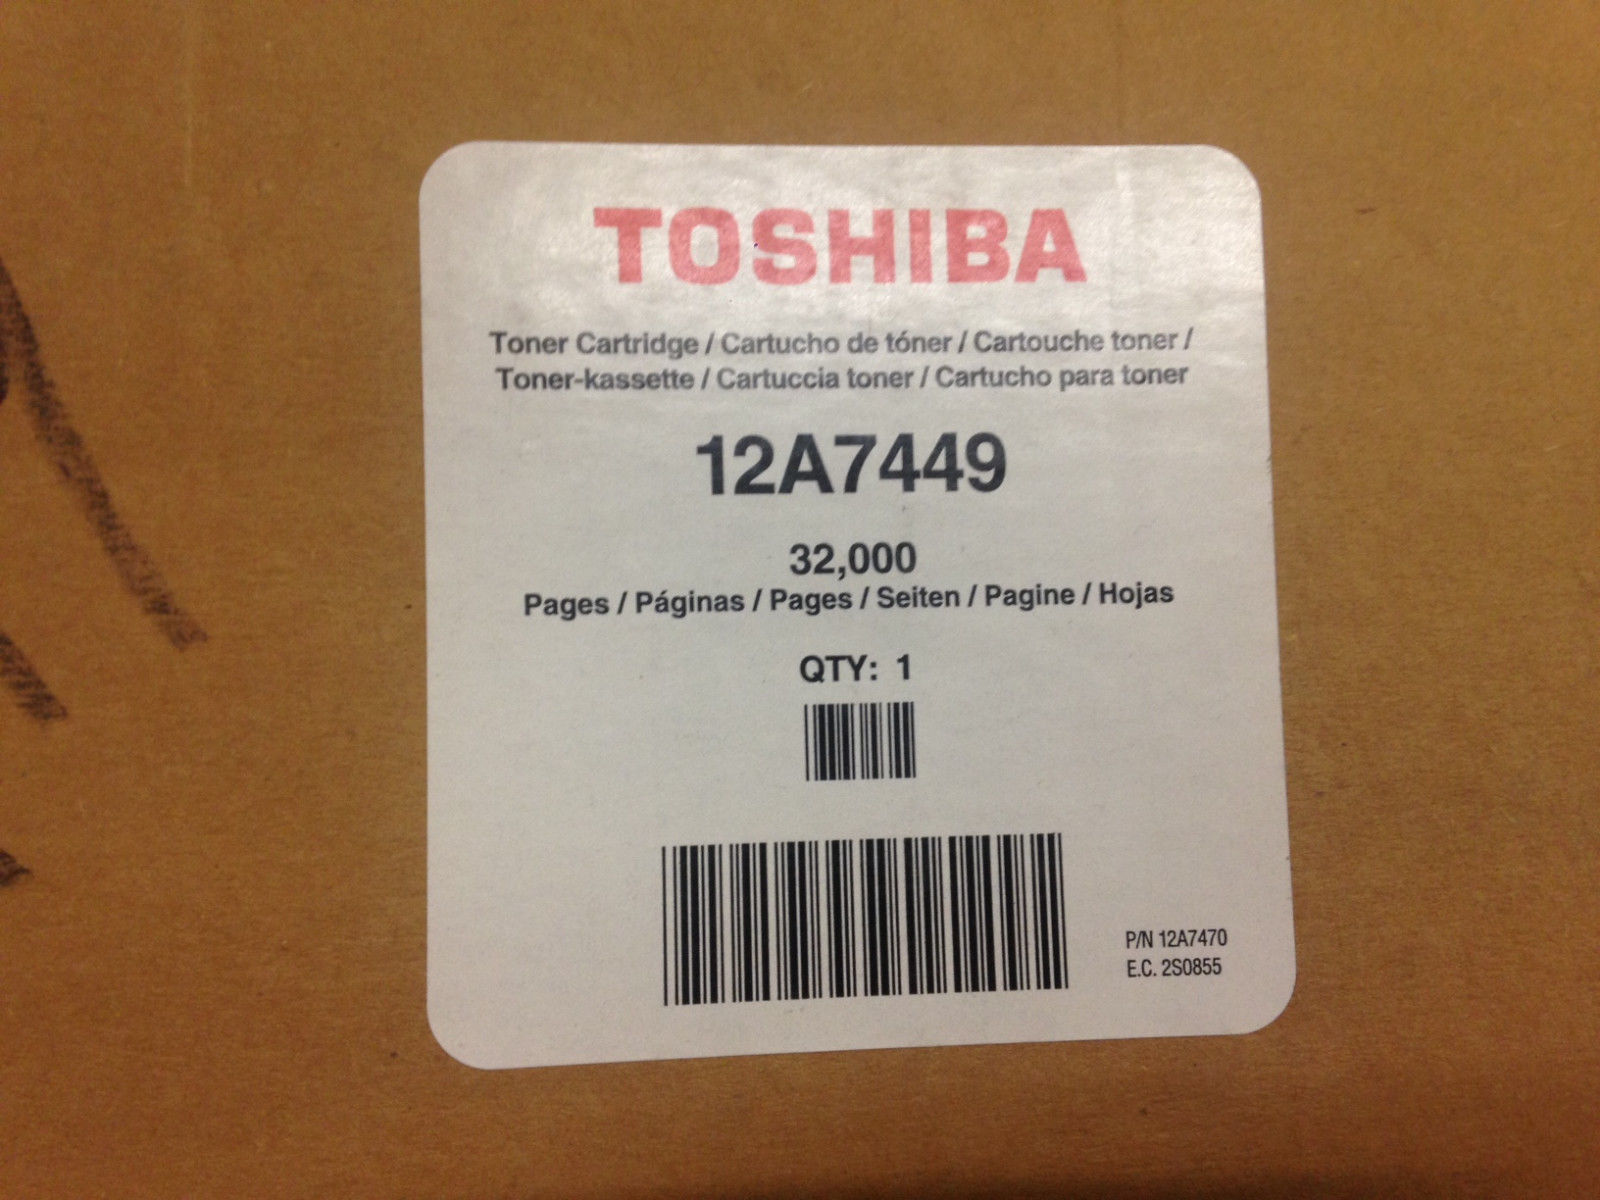 TOSHIBA
Toner Cartridge / Cartucho de tóner / Cartouche toner /
Toner-kassette / Cartuccia toner / Cartucho para toner
12A7449
32,000
Pages / Páginas / Pages / Seiten / Pagine / Hojas
QTY: 1
P/N 12A7470
E.C. 2S0855